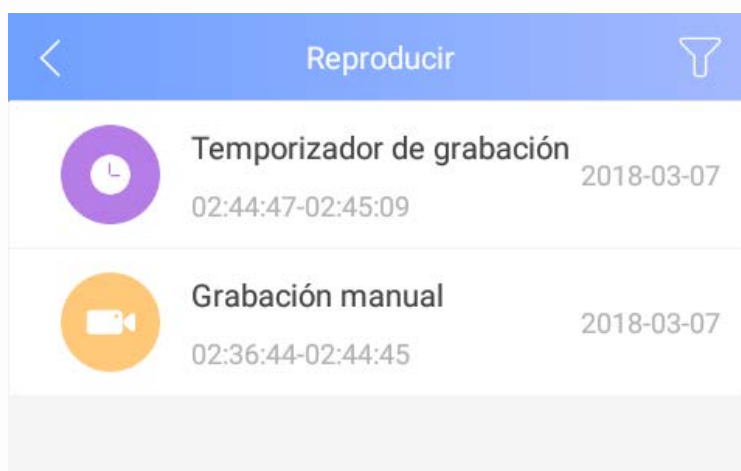 Reproducir
Temporizador de grabación
2018-03-07
02:44:47-02:45:09
Grabación manual
2018-03-07
02:36:44-02:44:45